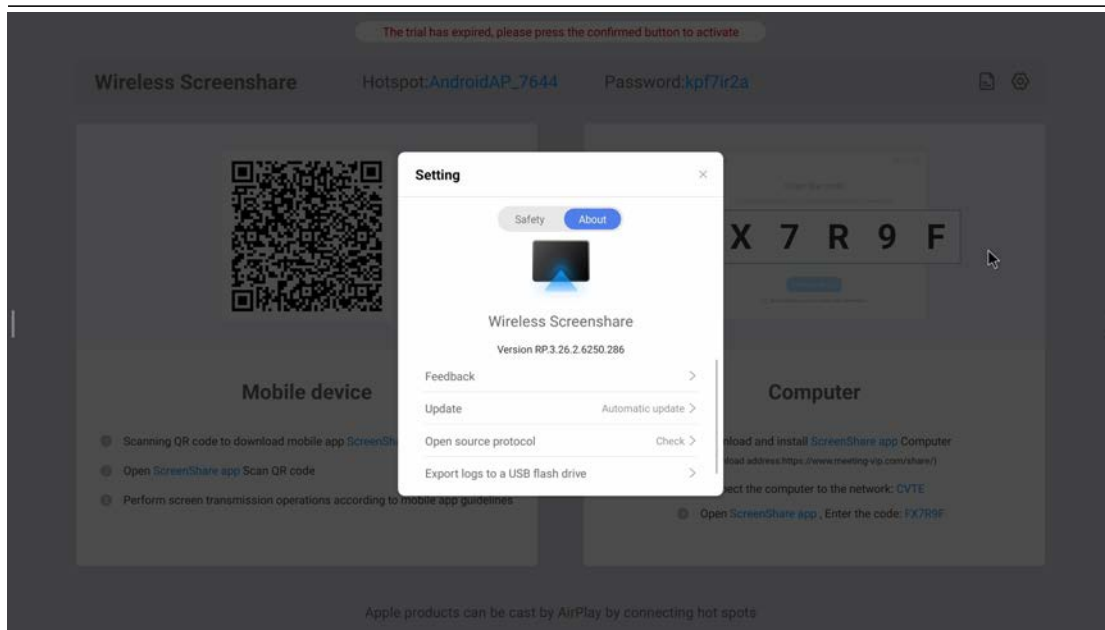 The trial has expired, please press the confirmed button to activate
Wireless Screenshare Hotspot:AndroidAP_7644 Password:kpf7ir2a
Setting
Safety About
Wireless Screenshare
Version RP.3.26.2.6250.286
Feedback
Update Automatic update
Open source protocol Check
Export logs to a USB flash drive
Mobile device
Scanning QR code to download mobile app ScreenSh
Open ScreenShare app Scan QR code
Perform screen transmission operations according to mobile app guidelines
X 7 R 9 F
Computer
nload and install ScreenShare app Computer
load address:https://www.meeting-vip.com/share/)
ect the computer to the network: CVTE
Open ScreenShare app , Enter the code: FX7R9F
Apple products can be cast by AirPlay by connecting hot spots